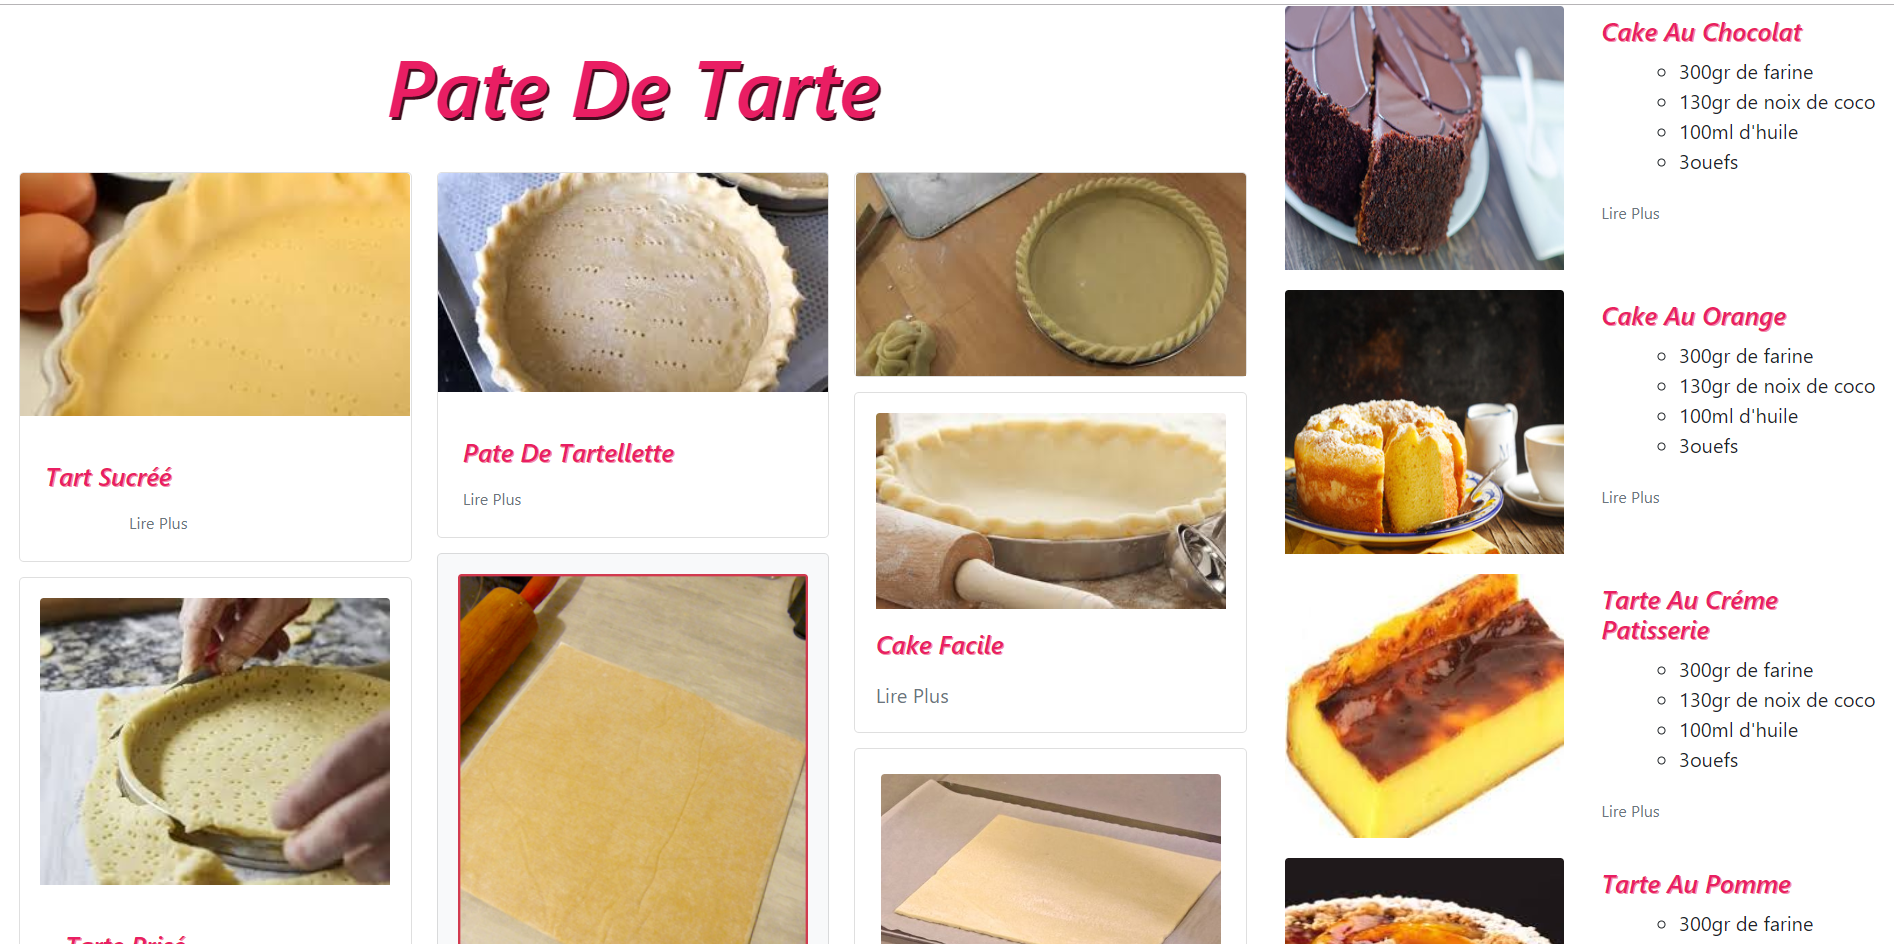 Pate De Tarte
Tart Sucréé
Lire Plus
Tarte Prisé
Pate De Tartellette
Lire Plus
Cake Facile
Lire Plus
Cake Au Chocolat
300gr de farine
130gr de noix de coco
100ml d'huile
3ouefs
Lire Plus
Cake Au Orange
300gr de farine
130gr de noix de coco
100ml d'huile
3ouefs
Lire Plus
Tarte Au Créme
Patisserie
300gr de farine
130gr de noix de coco
100ml d'huile
3ouefs
Lire Plus
Tarte Au Pomme
300gr de farine